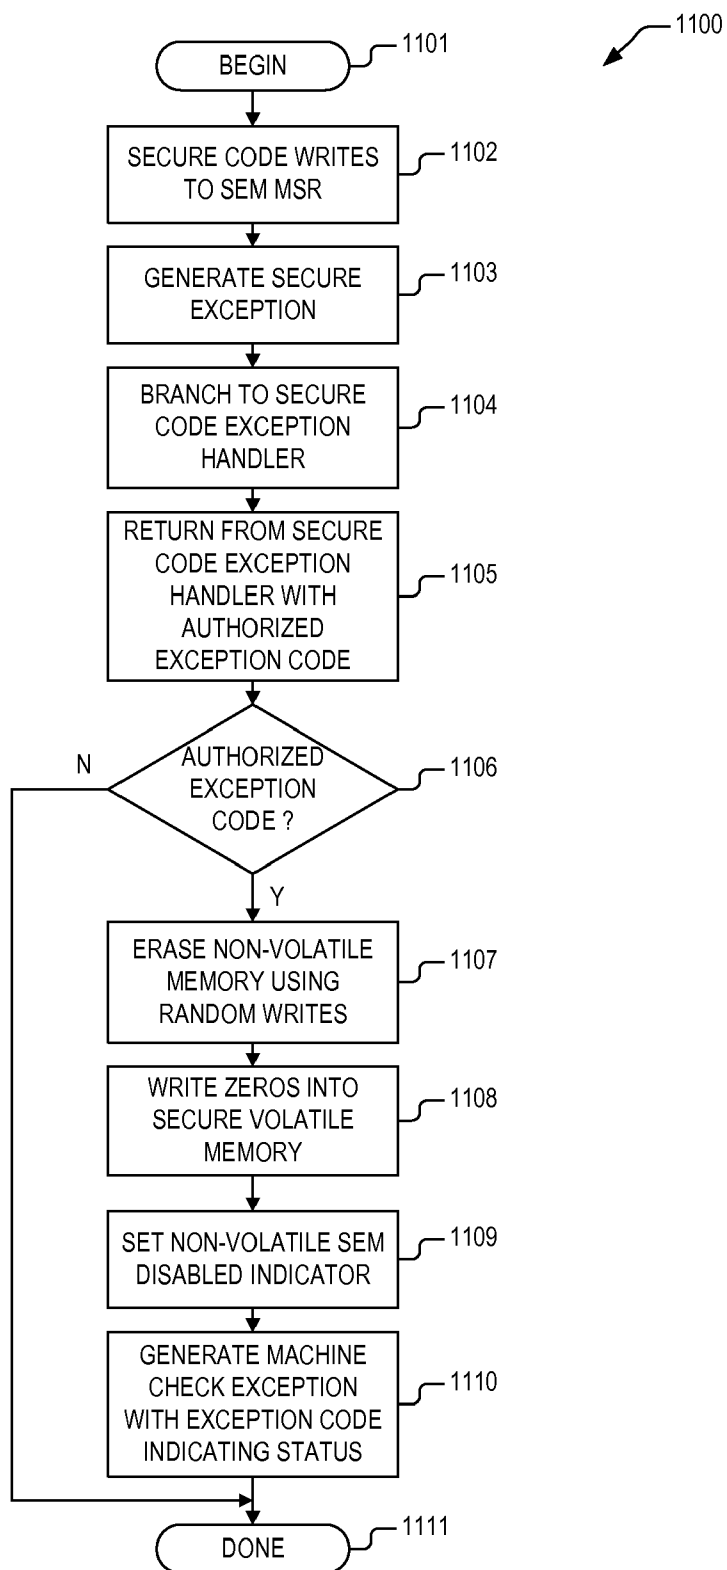 1100
BEGIN
1101
SECURE CODE WRITES
TO SEM MSR
1102
GENERATE SECURE
EXCEPTION
1103
BRANCH TO SECURE
CODE EXCEPTION
HANDLER
1104
RETURN FROM SECURE
CODE EXCEPTION
HANDLER WITH
AUTHORIZED
EXCEPTION CODE
1105
N
AUTHORIZED
EXCEPTION
CODE ?
1106
Y
ERASE NON-VOLATILE
MEMORY USING
RANDOM WRITES
1107
WRITE ZEROS INTO
SECURE VOLATILE
MEMORY
1108
SET NON-VOLATILE SEM
DISABLED INDICATOR
1109
GENERATE MACHINE
CHECK EXCEPTION
WITH EXCEPTION CODE
INDICATING STATUS
1110
DONE
1111